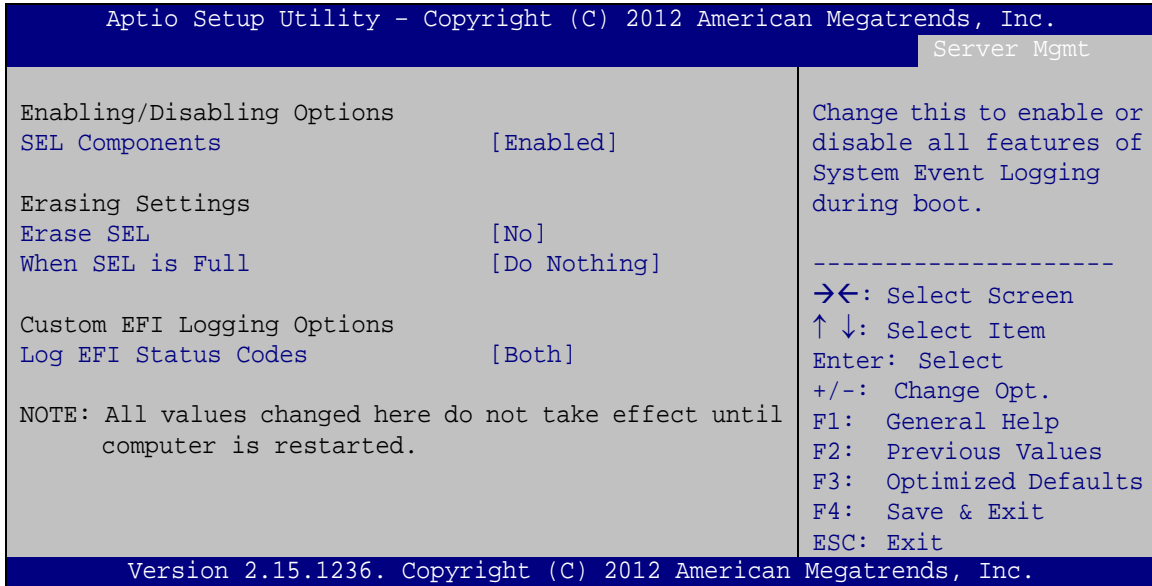 Aptio Setup Utility – Copyright (C) 2012 American Megatrends, Inc.
Server Mgmt
Enabling/Disabling Options
SEL Components [Enabled]
Erasing Settings
Erase SEL [No]
When SEL is Full [Do Nothing]
Custom EFI Logging Options
Log EFI Status Codes [Both]
NOTE: All values changed here do not take effect until
computer is restarted.
Change this to enable or
disable all features of
System Event Logging
during boot.
---------------------
→←: Select Screen
↑ ↓: Select Item
Enter: Select
+/-: Change Opt.
F1: General Help
F2: Previous Values
F3: Optimized Defaults
F4: Save & Exit
ESC: Exit
Version 2.15.1236. Copyright (C) 2012 American Megatrends, Inc.